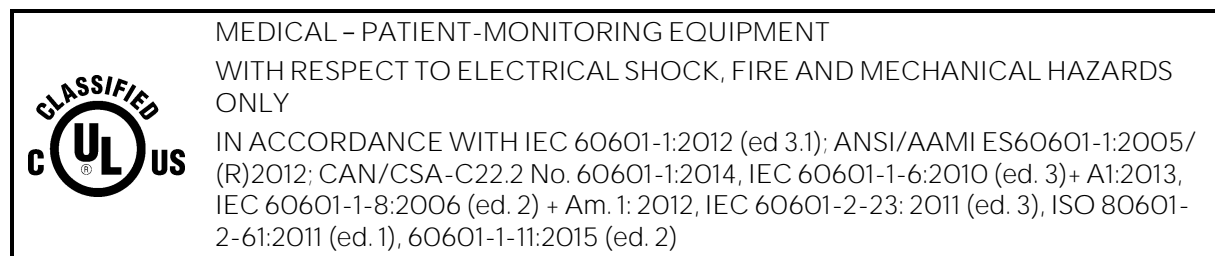 MEDICAL – PATIENT-MONITORING EQUIPMENT
WITH RESPECT TO ELECTRICAL SHOCK, FIRE AND MECHANICAL HAZARDS
ONLY
IN ACCORDANCE WITH IEC 60601-1:2012 (ed 3.1); ANSI/AAMI ES60601-1:2005/
(R)2012; CAN/CSA-C22.2 No. 60601-1:2014, IEC 60601-1-6:2010 (ed. 3)+ A1:2013,
IEC 60601-1-8:2006 (ed. 2) + Am. 1: 2012, IEC 60601-2-23: 2011 (ed. 3), ISO 80601-
2-61:2011 (ed. 1), 60601-1-11:2015 (ed. 2)
CLASSIFIED
C UL ® US